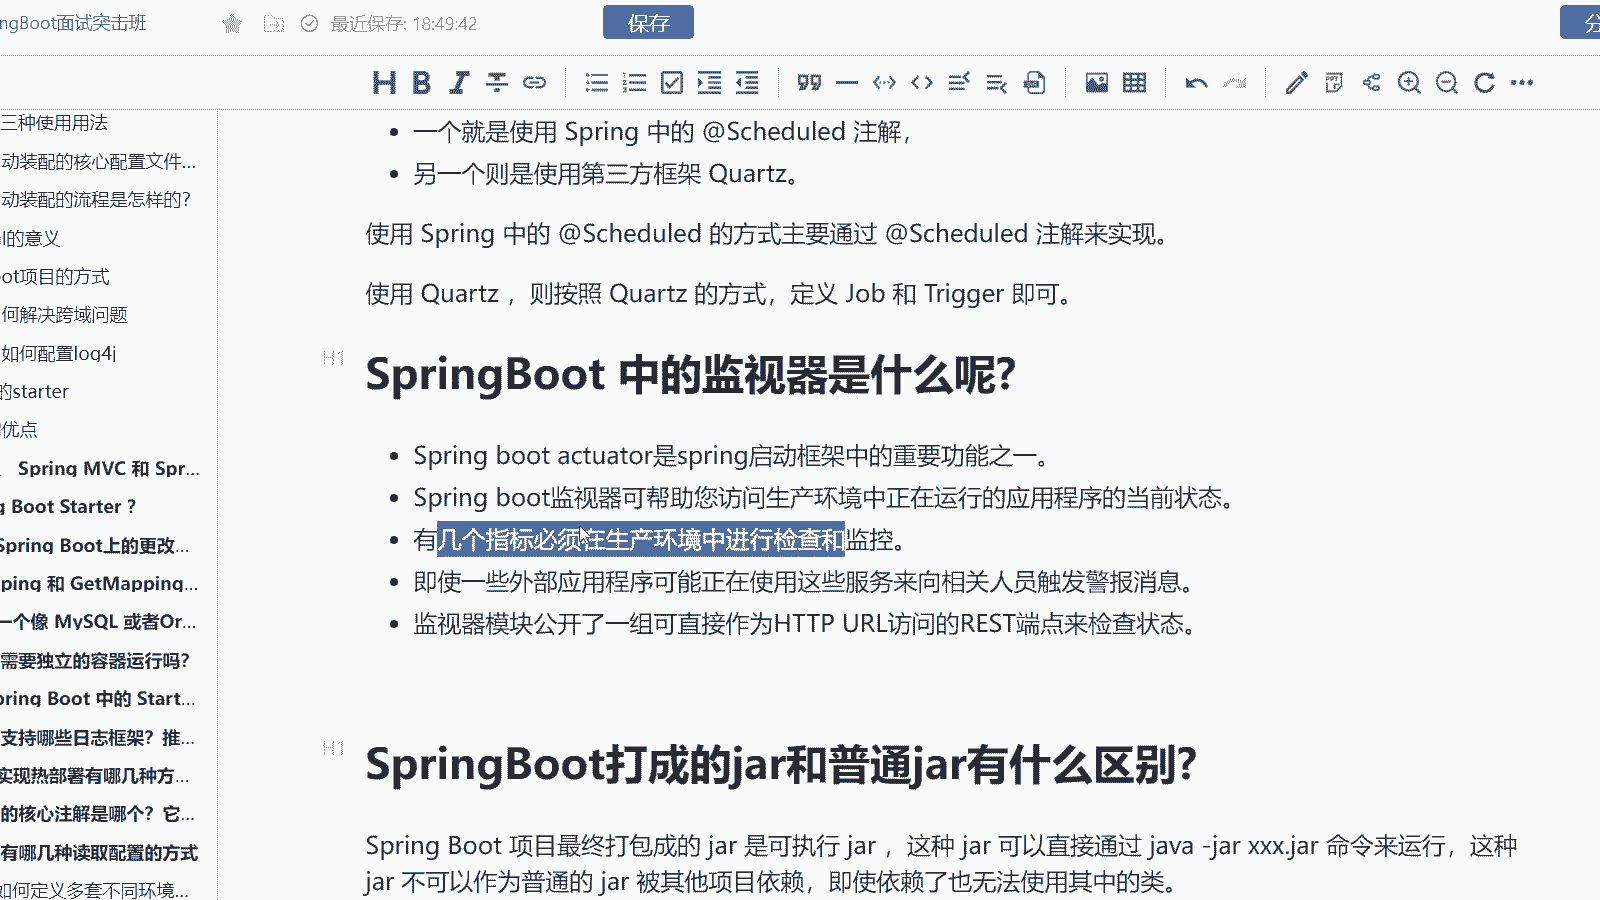 ngBoot面试突击班
最近保存: 18:49:42
保存
分
三种使用用法
动装配的核心配置文件...
动装配的流程是怎样的?
l的意义
ot项目的方式
何解决跨域问题
如何配置log4j
的starter
优点
Spring MVC 和 Spr...
g Boot Starter ?
Spring Boot上的更改...
ping 和 GetMapping...
一个像 MySQL 或者Or...
需要独立的容器运行吗?
pring Boot 中的 Start...
支持哪些日志框架? 推...
实现热部署有哪几种方...
的核心注解是哪个? 它...
有哪几种读取配置的方式
如何定义多套不同环境...
一个就是使用 Spring 中的 @Scheduled 注解，
另一个则是使用第三方框架 Quartz。
使用 Spring 中的 @Scheduled 的方式主要通过 @Scheduled 注解来实现。
使用 Quartz ，则按照 Quartz 的方式，定义 Job 和 Trigger 即可。
H1
SpringBoot 中的监视器是什么呢?
Spring boot actuator是spring启动框架中的重要功能之一。
Spring boot监视器可帮助您访问生产环境中正在运行的应用程序的当前状态。
有几个指标必须在生产环境中进行检查和监控。
即使一些外部应用程序可能正在使用这些服务来向相关人员触发警报消息。
监视器模块公开了一组可直接作为HTTP URL访问的REST端点来检查状态。
H1
SpringBoot打成的jar和普通jar有什么区别?
Spring Boot 项目最终打包成的 jar 是可执行 jar ，这种 jar 可以直接通过 java -jar xxx.jar 命令来运行，这种
jar 不可以作为普通的 jar 被其他项目依赖，即使依赖了也无法使用其中的类。